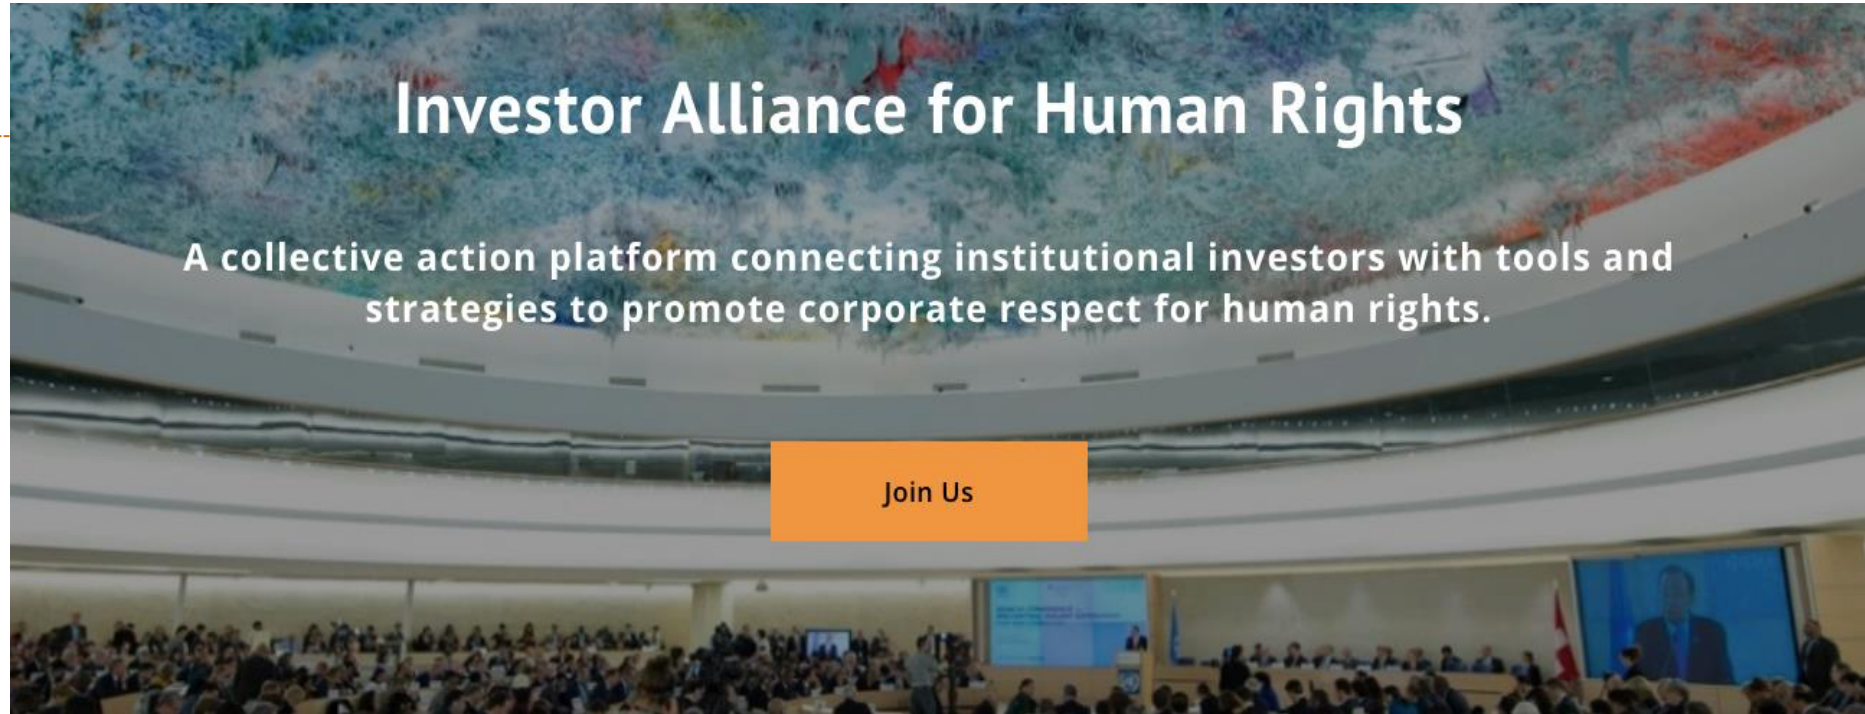 Investor Alliance for Human Rights
A collective action platform connecting institutional investors with tools and
strategies to promote corporate respect for human rights.
Join Us